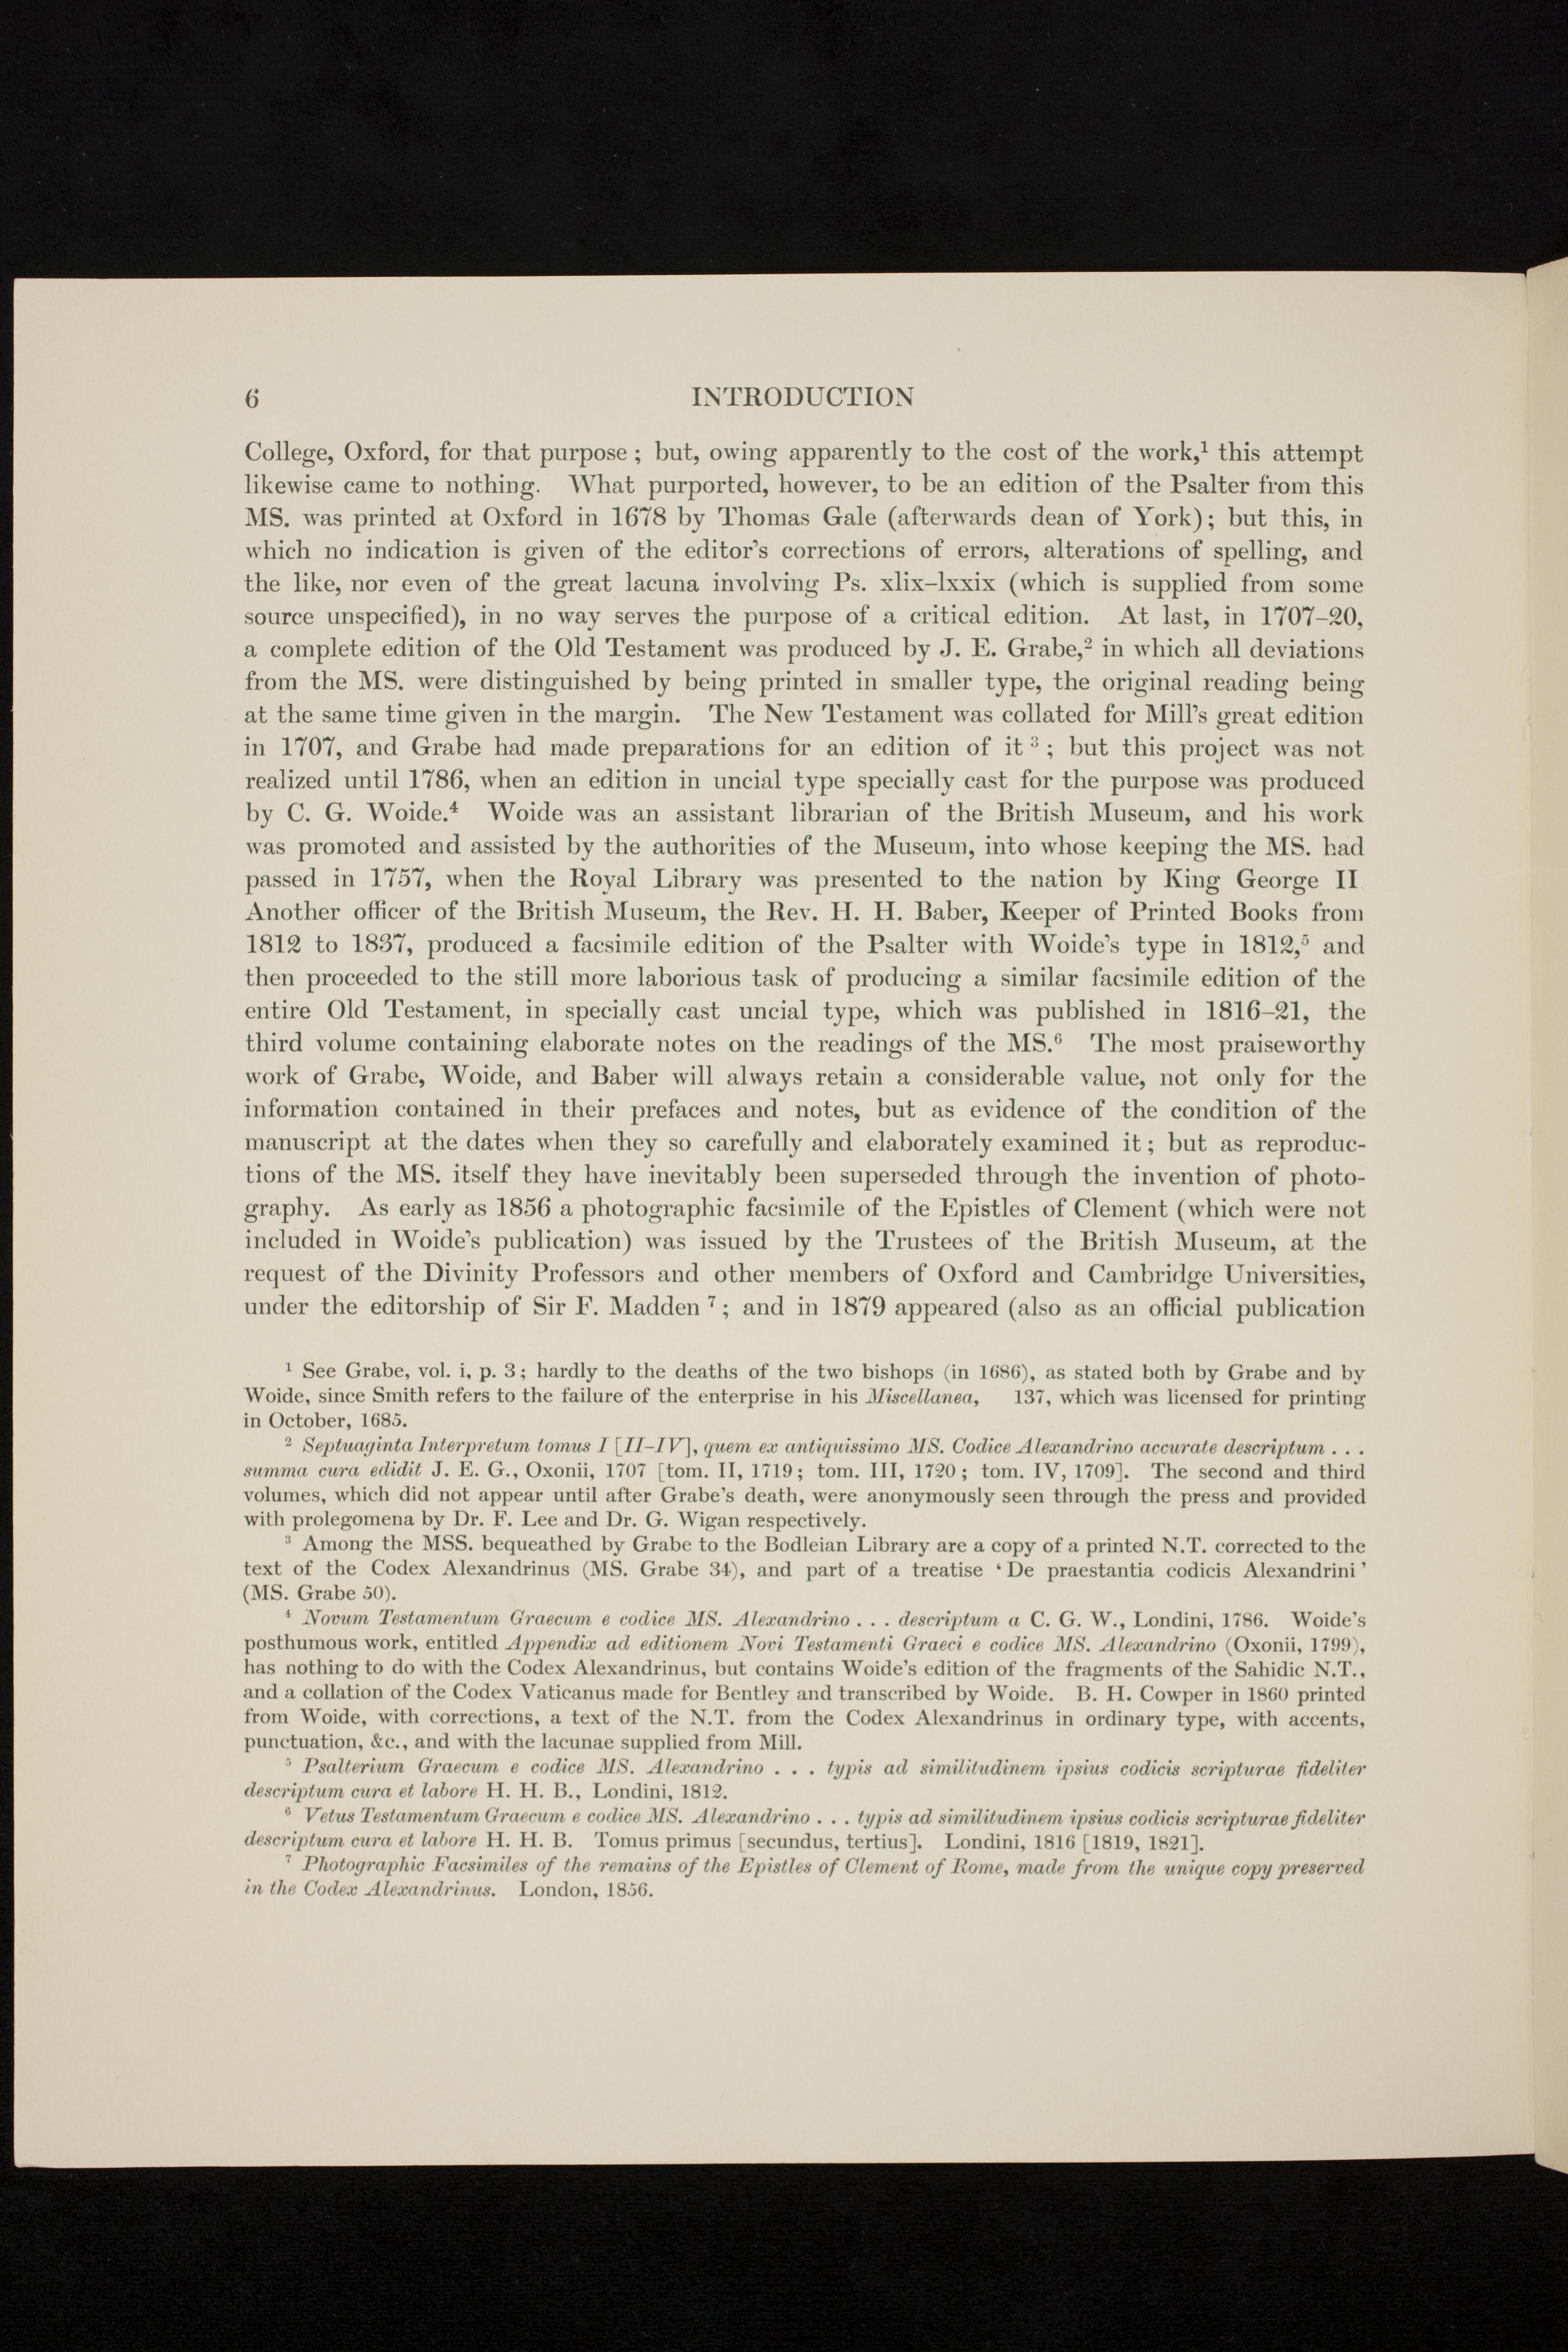 6 INTRODUCTION
College, Oxford, for that purpose ; but, owing apparently to the cost of the work,¹ this attempt
likewise came to nothing. What purported, however, to be an edition of the Psalter from this
MS. was printed at Oxford in 1678 by Thomas Gale (afterwards dean of York) ; but this, in
which no indication is given of the editor's corrections of errors, alterations of spelling, and
the like, nor even of the great lacuna involving Ps. xlix–lxxix (which is supplied from some
source unspecified), in no way serves the purpose of a critical edition. At last, in 1707–20,
a complete edition of the Old Testament was produced by J. E. Grabe,² in which all deviations
from the MS. were distinguished by being printed in smaller type, the original reading being
at the same time given in the margin. The New Testament was collated for Mill's great edition
in 1707, and Grabe had made preparations for an edition of it ³ ; but this project was not
realized until 1786, when an edition in uncial type specially cast for the purpose was produced
by C. G. Woide.⁴ Woide was an assistant librarian of the British Museum, and his work
was promoted and assisted by the authorities of the Museum, into whose keeping the MS. had
passed in 1757, when the Royal Library was presented to the nation by King George II
Another officer of the British Museum, the Rev. H. H. Baber, Keeper of Printed Books from
1812 to 1837, produced a facsimile edition of the Psalter with Woide's type in 1812,⁵ and
then proceeded to the still more laborious task of producing a similar facsimile edition of the
entire Old Testament, in specially cast uncial type, which was published in 1816–21, the
third volume containing elaborate notes on the readings of the MS.⁶ The most praiseworthy
work of Grabe, Woide, and Baber will always retain a considerable value, not only for the
information contained in their prefaces and notes, but as evidence of the condition of the
manuscript at the dates when they so carefully and elaborately examined it ; but as reproduc-
tions of the MS. itself they have inevitably been superseded through the invention of photo-
graphy. As early as 1856 a photographic facsimile of the Epistles of Clement (which were not
included in Woide's publication) was issued by the Trustees of the British Museum, at the
request of the Divinity Professors and other members of Oxford and Cambridge Universities,
under the editorship of Sir F. Madden ⁷ ; and in 1879 appeared (also as an official publication
¹ See Grabe, vol. i, p. 3 ; hardly to the deaths of the two bishops (in 1686), as stated both by Grabe and by
Woide, since Smith refers to the failure of the enterprise in his Miscellanea, 137, which was licensed for printing
in October, 1685.
² Septuaginta Interpretum tomus I [II–IV], quem ex antiquissimo MS. Codice Alexandrino accurate descriptum . . .
summa cura edidit J. E. G., Oxonii, 1707 [tom. II, 1719 ; tom. III, 1720 ; tom. IV, 1709]. The second and third
volumes, which did not appear until after Grabe's death, were anonymously seen through the press and provided
with prolegomena by Dr. F. Lee and Dr. G. Wigan respectively.
³ Among the MSS. bequeathed by Grabe to the Bodleian Library are a copy of a printed N.T. corrected to the
text of the Codex Alexandrinus (MS. Grabe 34), and part of a treatise ‘De praestantia codicis Alexandrini’
(MS. Grabe 50).
⁴ Novum Testamentum Graecum e codice MS. Alexandrino . . . descriptum a C. G. W., Londini, 1786. Woide's
posthumous work, entitled Appendix ad editionem Novi Testamenti Graeci e codice MS. Alexandrino (Oxonii, 1799),
has nothing to do with the Codex Alexandrinus, but contains Woide's edition of the fragments of the Sahidic N.T.,
and a collation of the Codex Vaticanus made for Bentley and transcribed by Woide. B. H. Cowper in 1860 printed
from Woide, with corrections, a text of the N.T. from the Codex Alexandrinus in ordinary type, with accents,
punctuation, &c., and with the lacunae supplied from Mill.
⁵ Psalterium Graecum e codice MS. Alexandrino . . . typis ad similitudinem ipsius codicis scripturae fideliter
descriptum cura et labore H. H. B., Londini, 1812.
⁶ Vetus Testamentum Graecum e codice MS. Alexandrino . . . typis ad similitudinem ipsius codicis scripturae fideliter
descriptum cura et labore H. H. B. Tomus primus [secundus, tertius]. Londini, 1816 [1819, 1821].
⁷ Photographic Facsimiles of the remains of the Epistles of Clement of Rome, made from the unique copy preserved
in the Codex Alexandrinus. London, 1856.